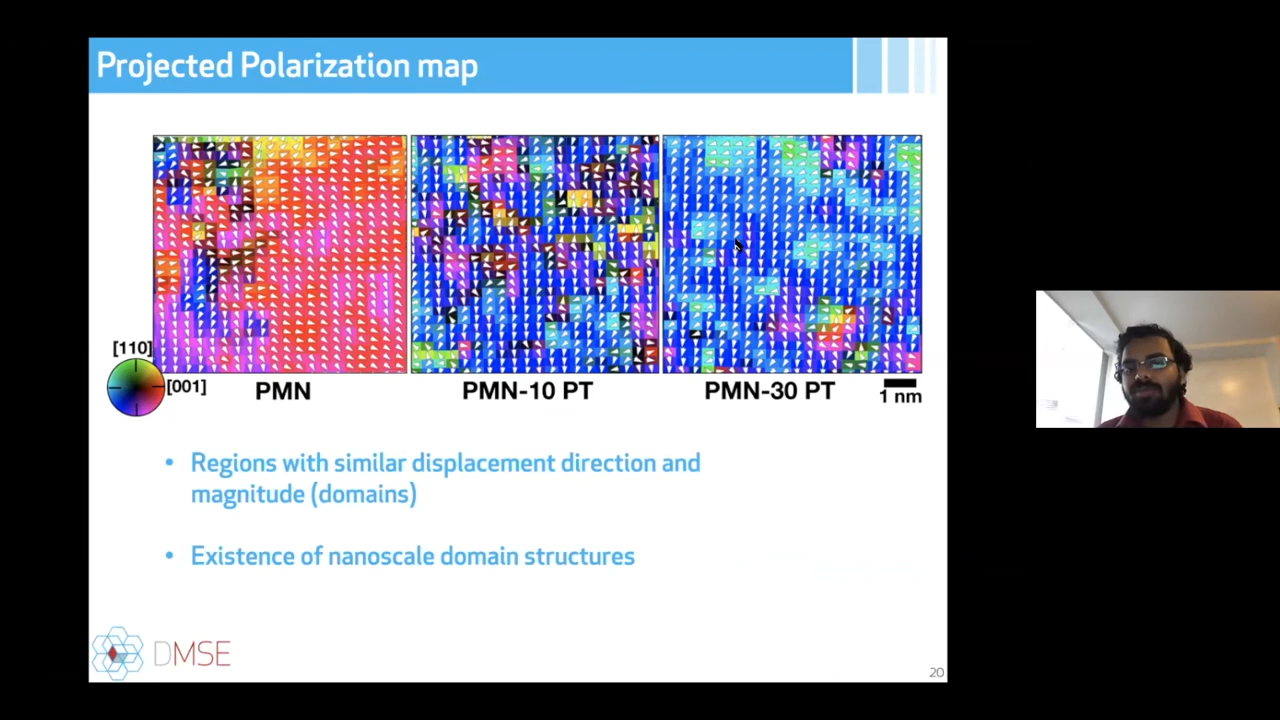 Projected Polarization map
[110]
[001]
PMN
PMN-10 PT
PMN-30 PT
1 nm
• Regions with similar displacement direction and
magnitude (domains)
• Existence of nanoscale domain structures
DMSE
20